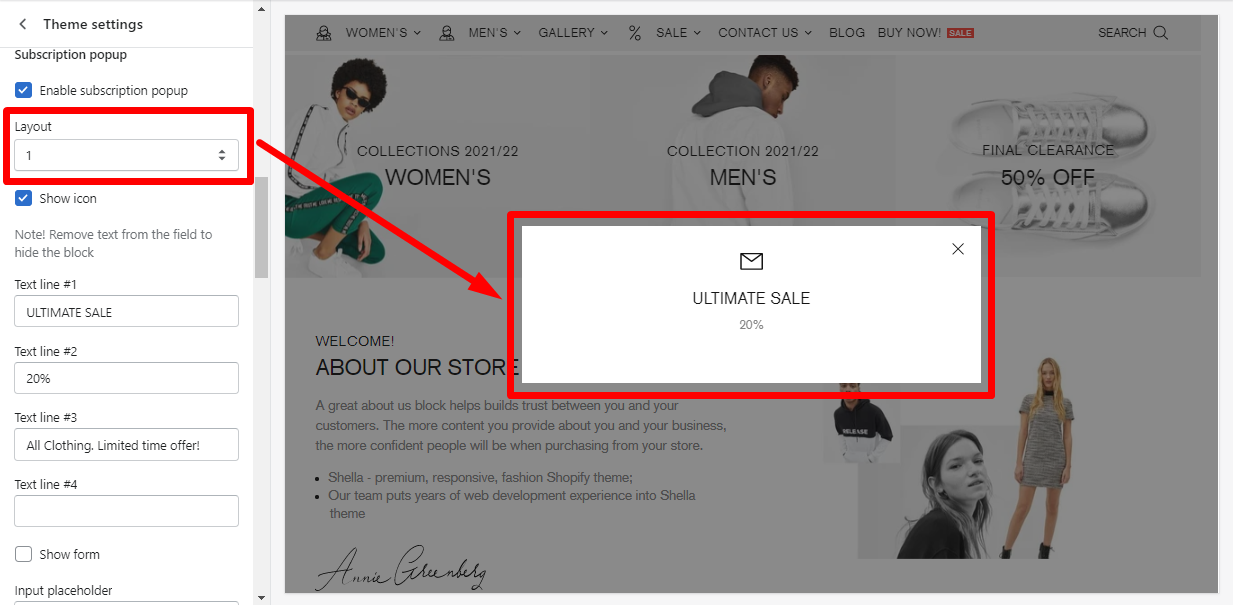 Theme settings
Subscription popup
Enable subscription popup
Layout
1
Show icon
Note! Remove text from the field to
hide the block
Text line #1
ULTIMATE SALE
Text line #2
20%
Text line #3
All Clothing. Limited time offer!
Text line #4
Show form
Input placeholder
WOMEN'S MEN'S GALLERY % SALE CONTACT US BLOG BUY NOW! SALE SEARCH
COLLECTIONS 2021/22
WOMEN'S
COLLECTION 2021/22
MEN'S
FINAL CLEARANCE
50% OFF
ULTIMATE SALE
20%
WELCOME!
ABOUT OUR STORE
A great about us block helps builds trust between you and your
customers. The more content you provide about you and your business,
the more confident people will be when purchasing from your store.
Shella - premium, responsive, fashion Shopify theme;
Our team puts years of web development experience into Shella
theme
RELEASE
Annie Greenberg